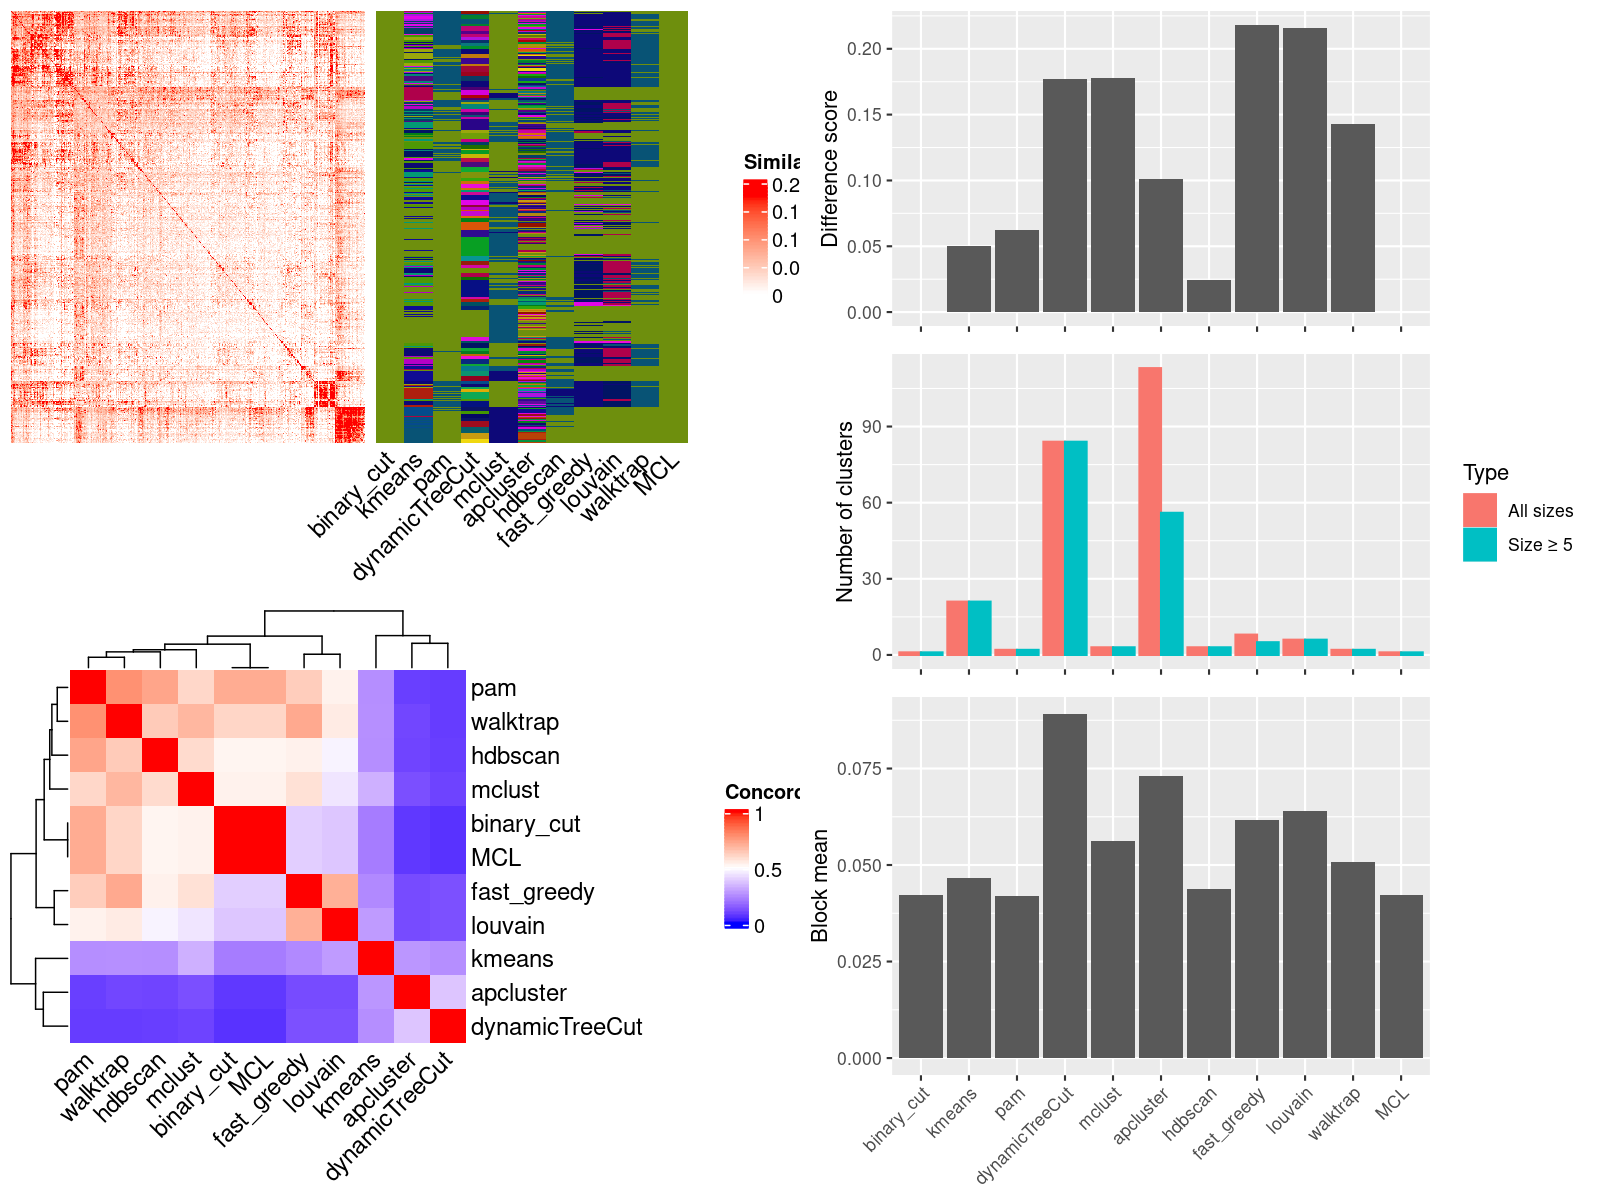 Simila
0.2
0.1
0.1
0.0
0
binary_cut
kmeans
pam
dynamicTreeCut
mclust
apcluster
hdbscan
fast_greedy
louvain
walktrap
MCL
Difference score
0.20
0.15
0.10
0.05
0.00
Number of clusters
90
60
30
0
Type
All sizes
Size ≥ 5
pam
walktrap
hdbscan
mclust
binary_cut
MCL
fast_greedy
louvain
kmeans
apcluster
dynamicTreeCut
pam
walktrap
hdbscan
mclust
binary_cut
MCL
fast_greedy
louvain
kmeans
apcluster
dynamicTreeCut
Concord
1
0.5
0
Block mean
0.075
0.050
0.025
0.000
binary_cut
kmeans
pam
dynamicTreeCut
mclust
apcluster
hdbscan
fast_greedy
louvain
walktrap
MCL